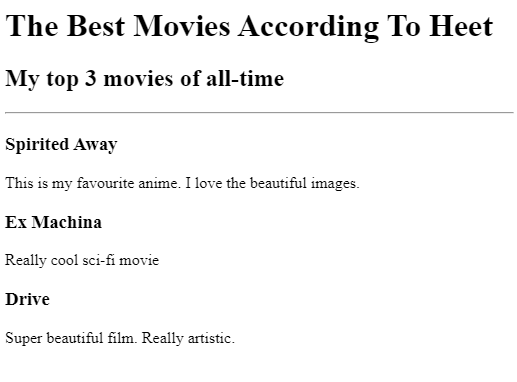 The Best Movies According To Heet
My top 3 movies of all-time
Spirited Away
This is my favourite anime. I love the beautiful images.
Ex Machina
Really cool sci-fi movie
Drive
Super beautiful film. Really artistic.